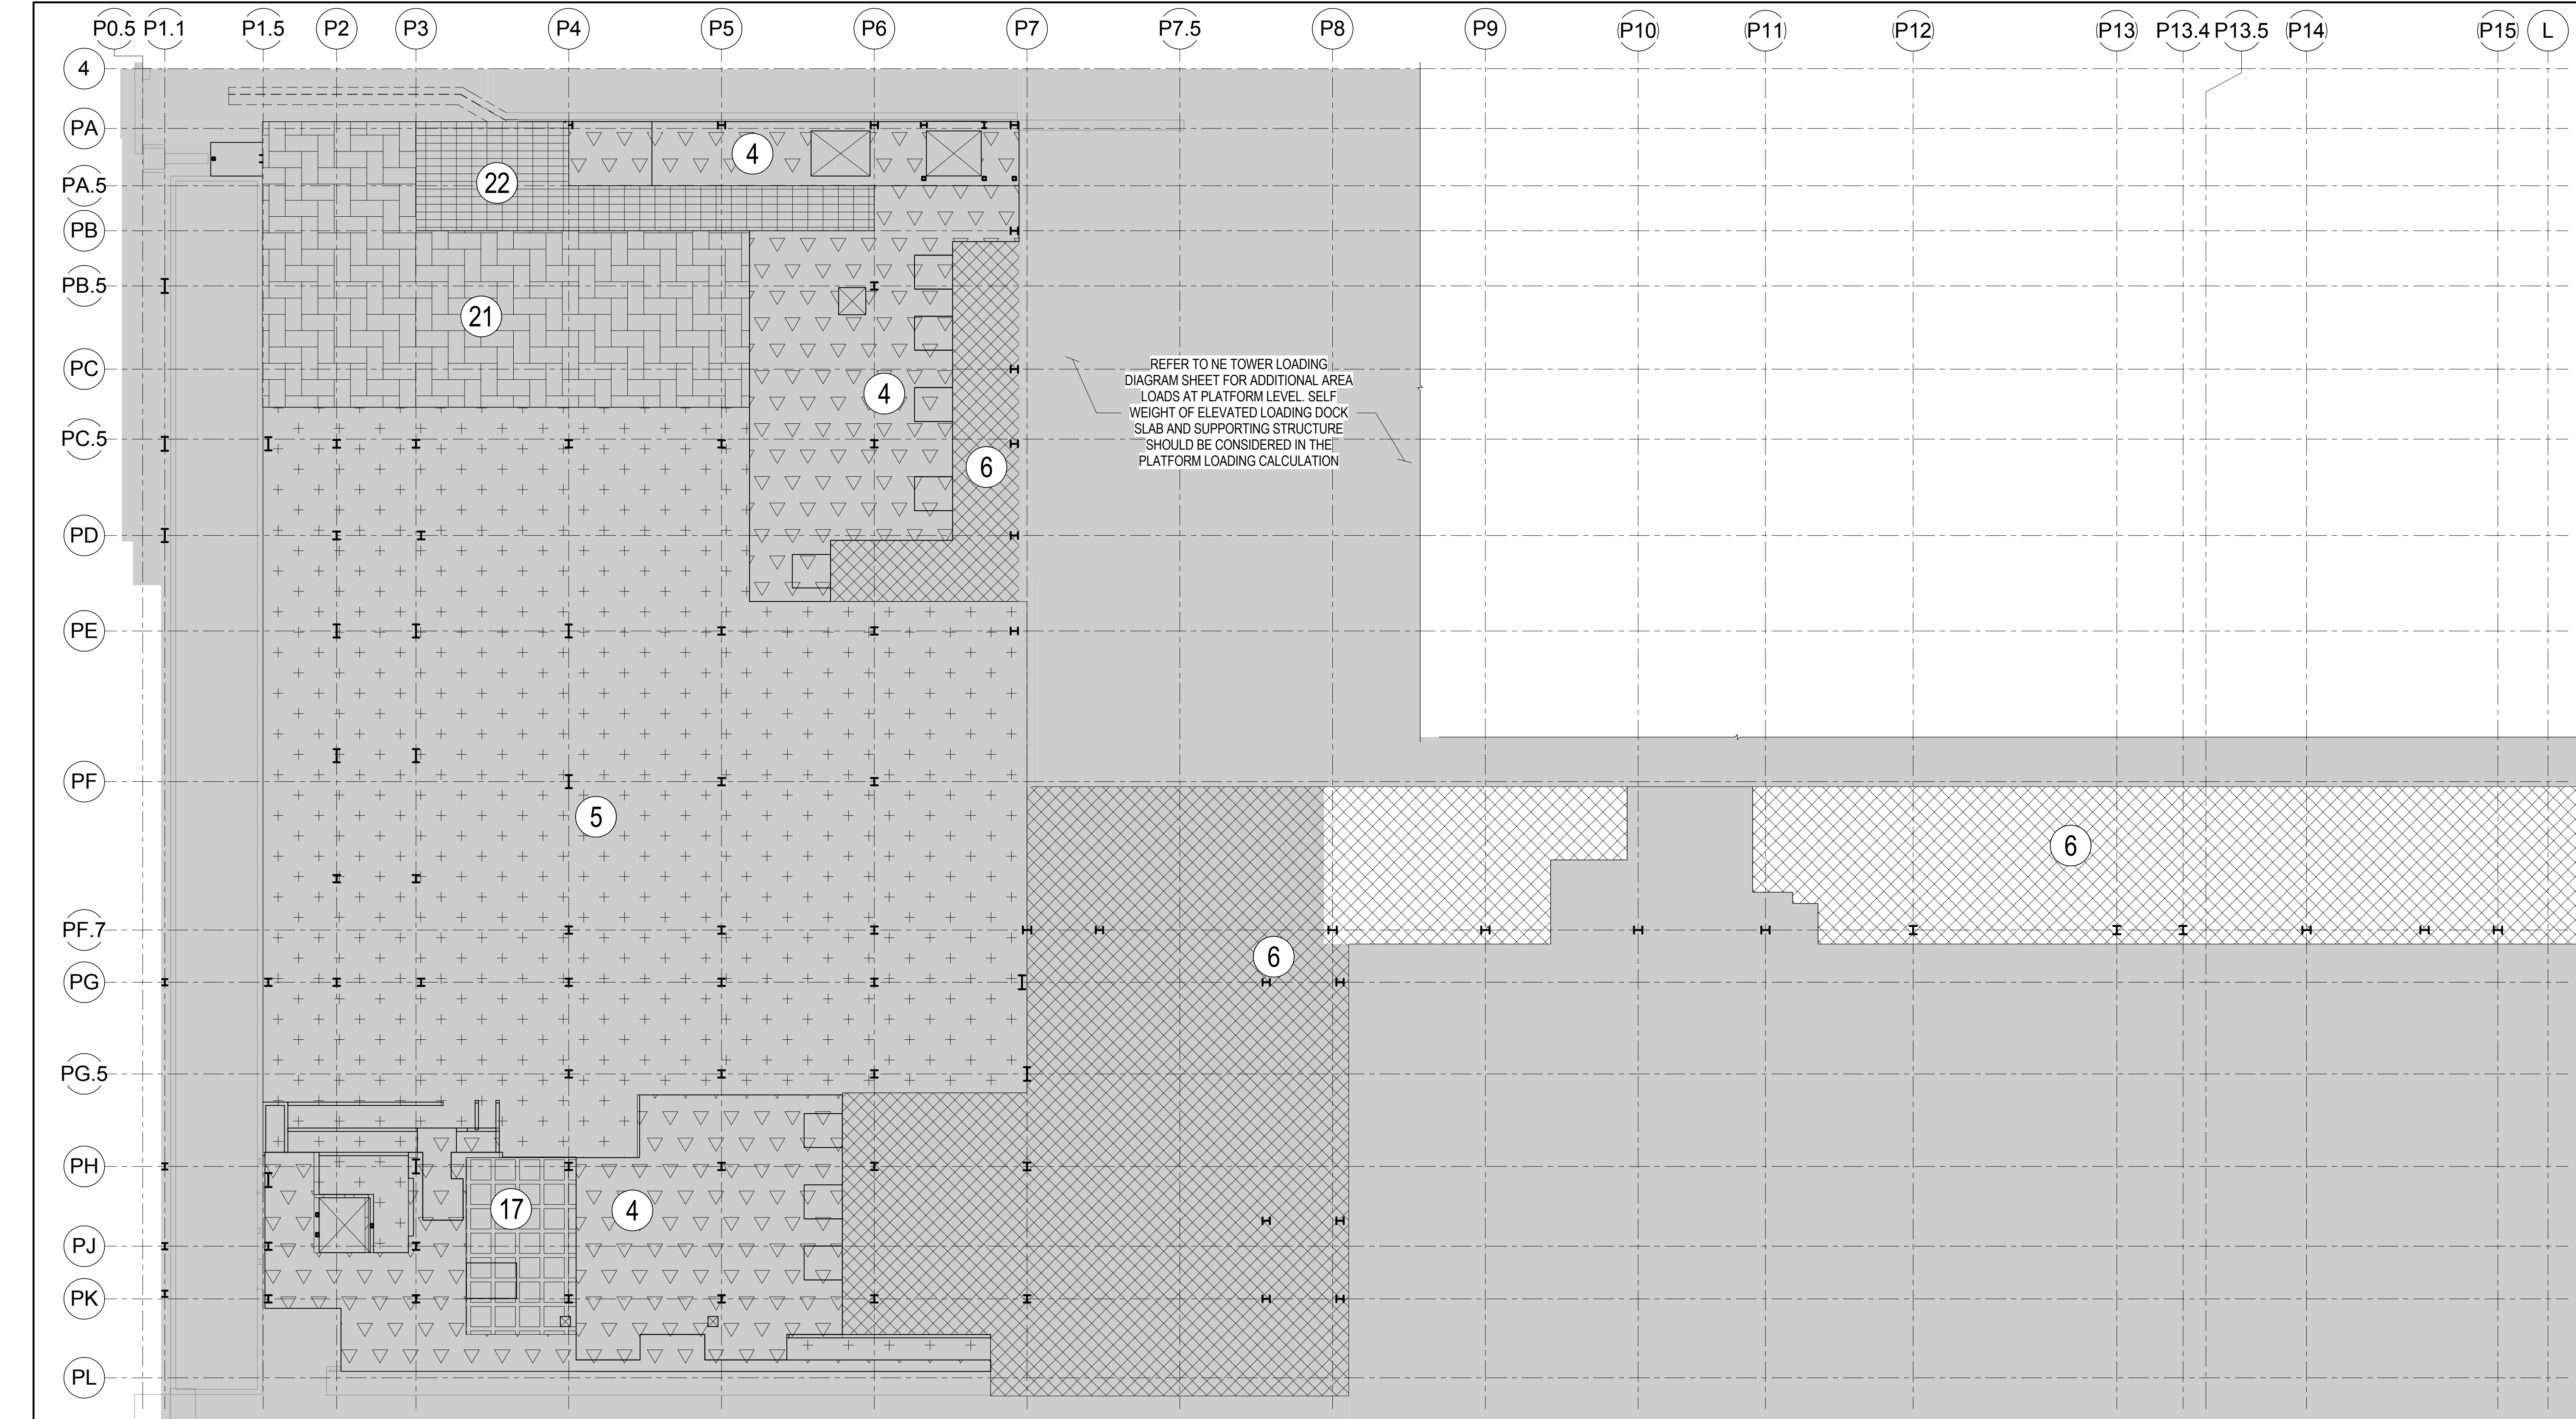 P0.5 P1.1 P1.5 P2 P3 P4 P5 P6 P7 P7.5 P8 P9 P10 P11 P12 P13 P13.4 P13.5 P14 P15 L
4
PA
4
22
PA.5
PB
PB.5
21
PC
REFER TO NE TOWER LOADING
DIAGRAM SHEET FOR ADDITIONAL AREA
LOADS AT PLATFORM LEVEL. SELF
WEIGHT OF ELEVATED LOADING DOCK
SLAB AND SUPPORTING STRUCTURE
SHOULD BE CONSIDERED IN THE
PLATFORM LOADING CALCULATION
4
PC.5
6
PD
PE
PF
5
6
PF.7
6
PG
PG.5
PH
17
4
PJ
PK
PL